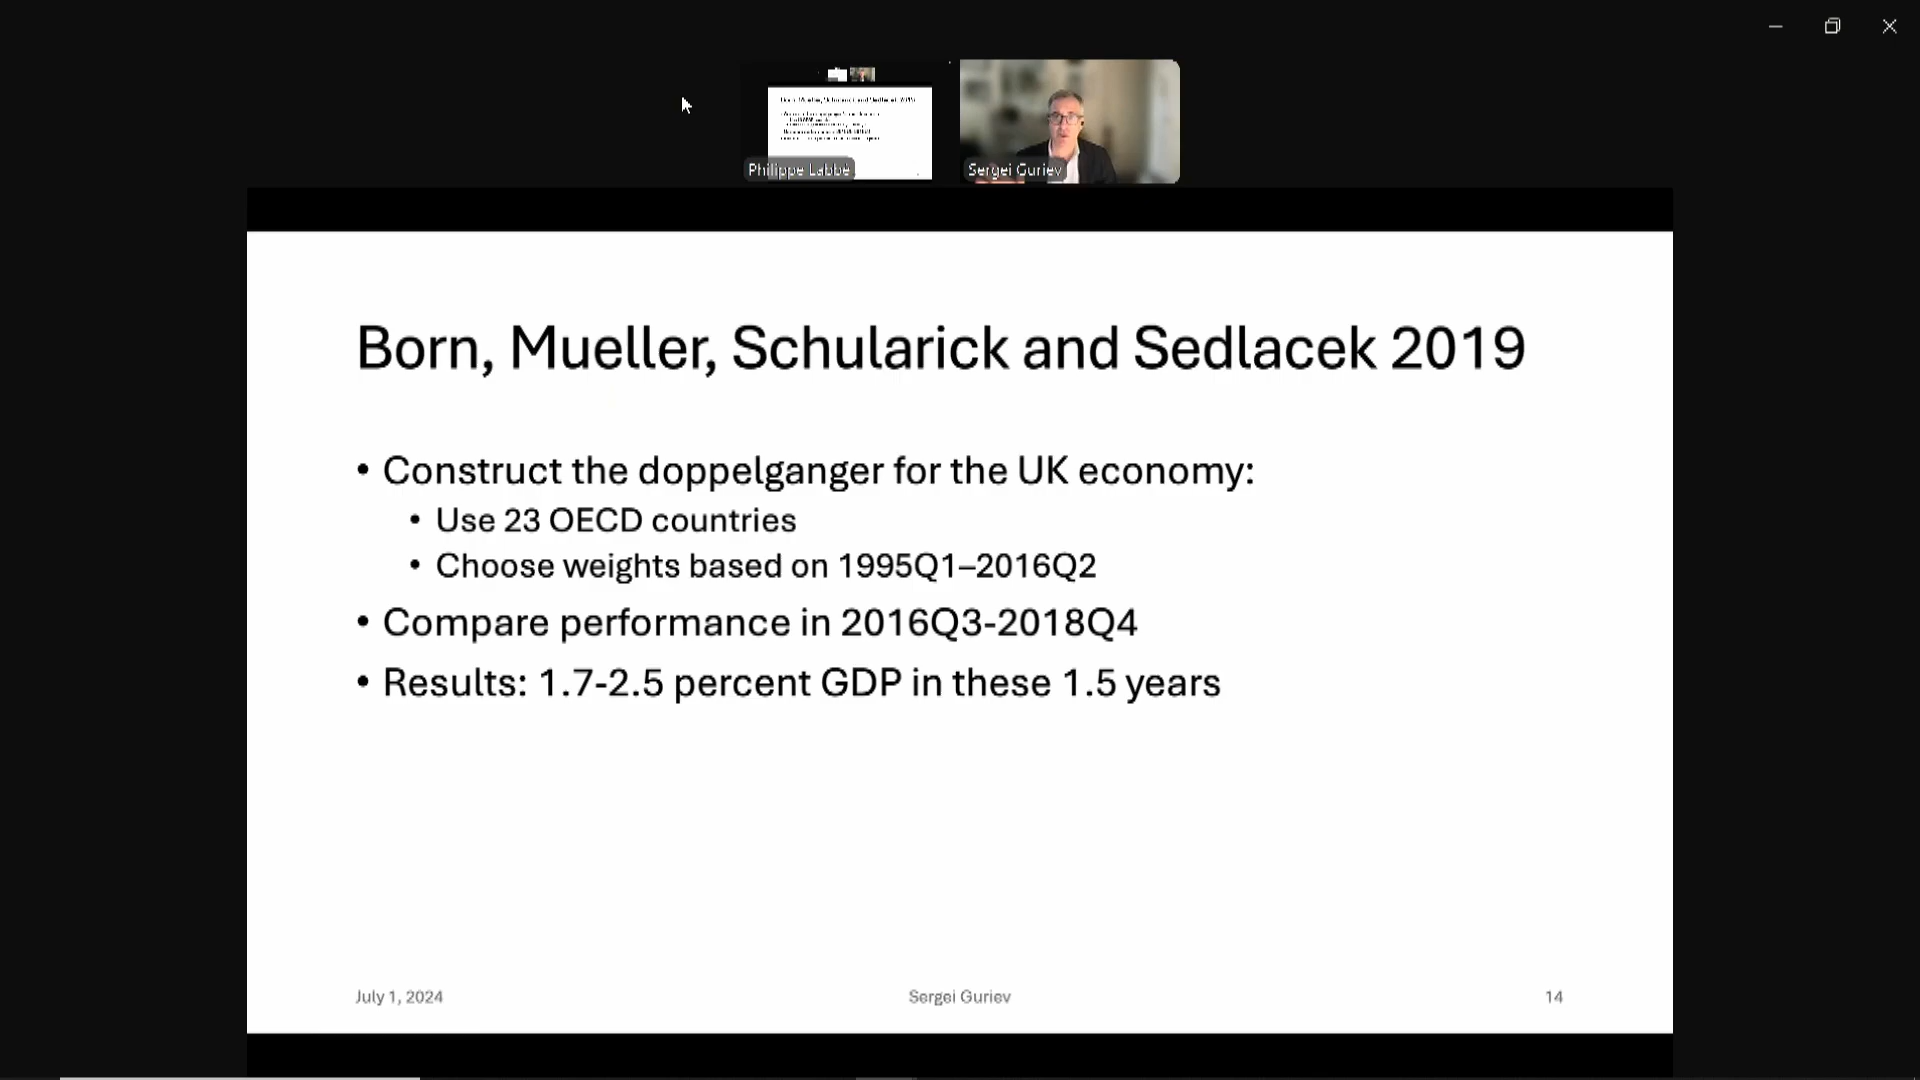 Philippe Labbé
Sergei Guriev
Born, Mueller, Schularick and Sedlacek 2019
• Construct the doppelganger for the UK economy:
• Use 23 OECD countries
• Choose weights based on 1995Q1–2016Q2
• Compare performance in 2016Q3-2018Q4
• Results: 1.7-2.5 percent GDP in these 1.5 years
July 1, 2024
Sergei Guriev
14